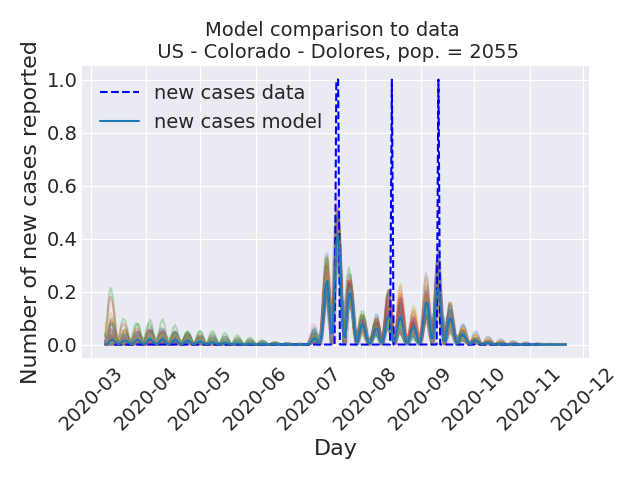 Model comparison to data
US - Colorado - Dolores, pop. = 2055
Number of new cases reported
1.0
0.8
0.6
0.4
0.2
0.0
new cases data
new cases model
2020-03
2020-04
2020-05
2020-06
2020-07
2020-08
2020-09
2020-10
2020-11
2020-12
Day